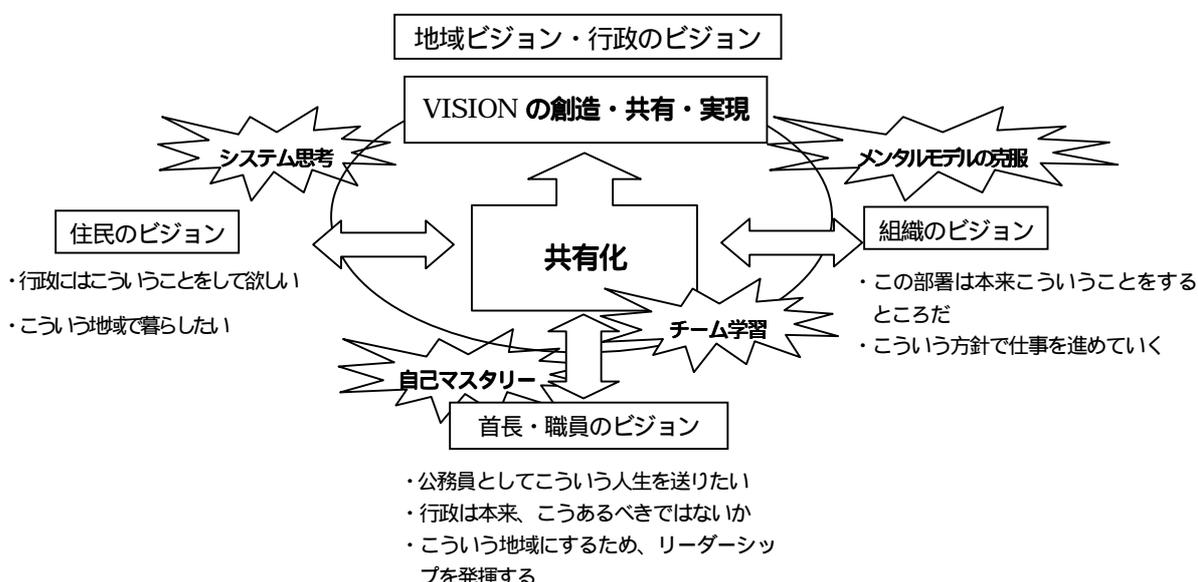 地域ビジョン・行政のビジョン
VISION の創造・共有・実現
システム思考
メンタルモデルの克服
住民のビジョン
・行政にはこういうことをして欲しい
・こういう地域で暮らしたい
共有化
組織のビジョン
・この部署は本来こういうことをする
ところだ
・こういう方針で仕事を進めていく
チーム学習
自己マスタリー
首長・職員のビジョン
・公務員としてこういう人生を送りたい
・行政は本来、こうあるべきではないか
・こういう地域にするため、リーダーシッ
プを発揮する